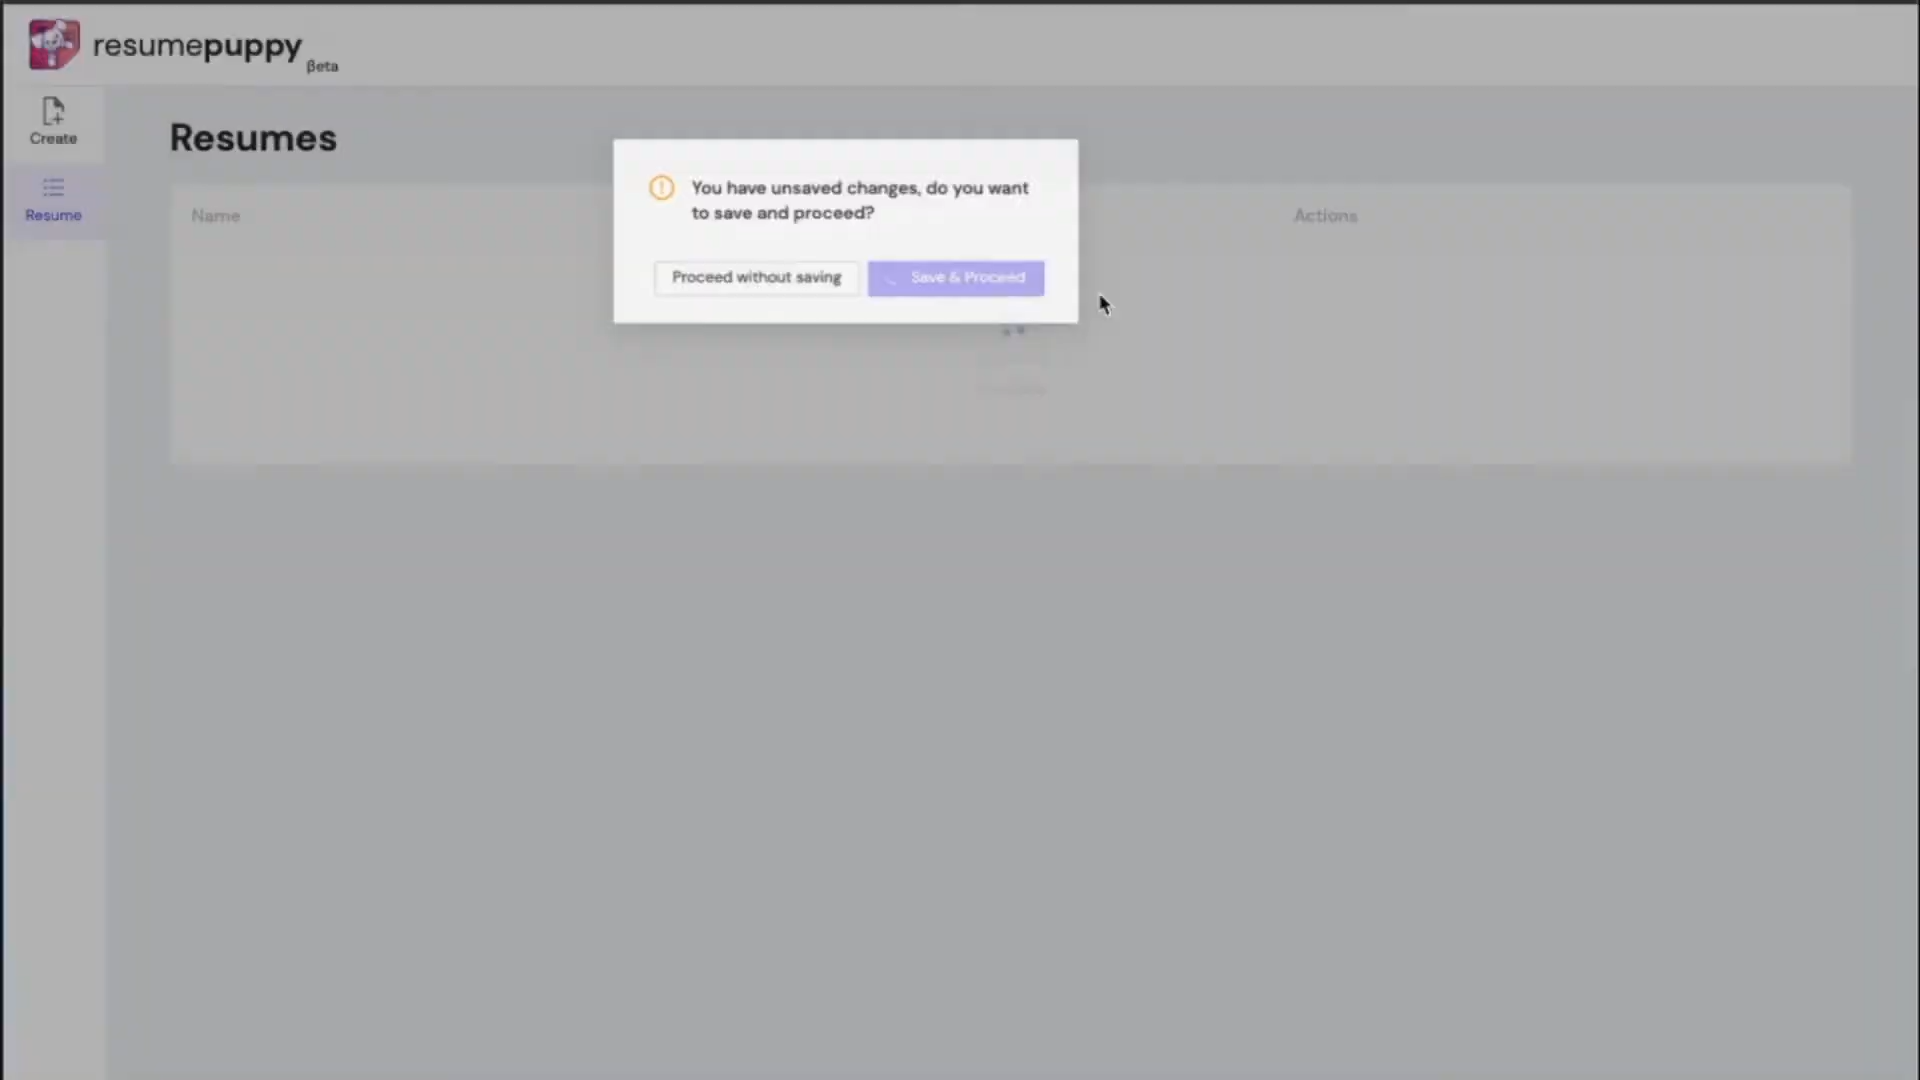 resumepuppy
βeta
Create
Resume
Resumes
Name
Actions
You have unsaved changes, do you want
to save and proceed?
Proceed without saving
Save & Proceed